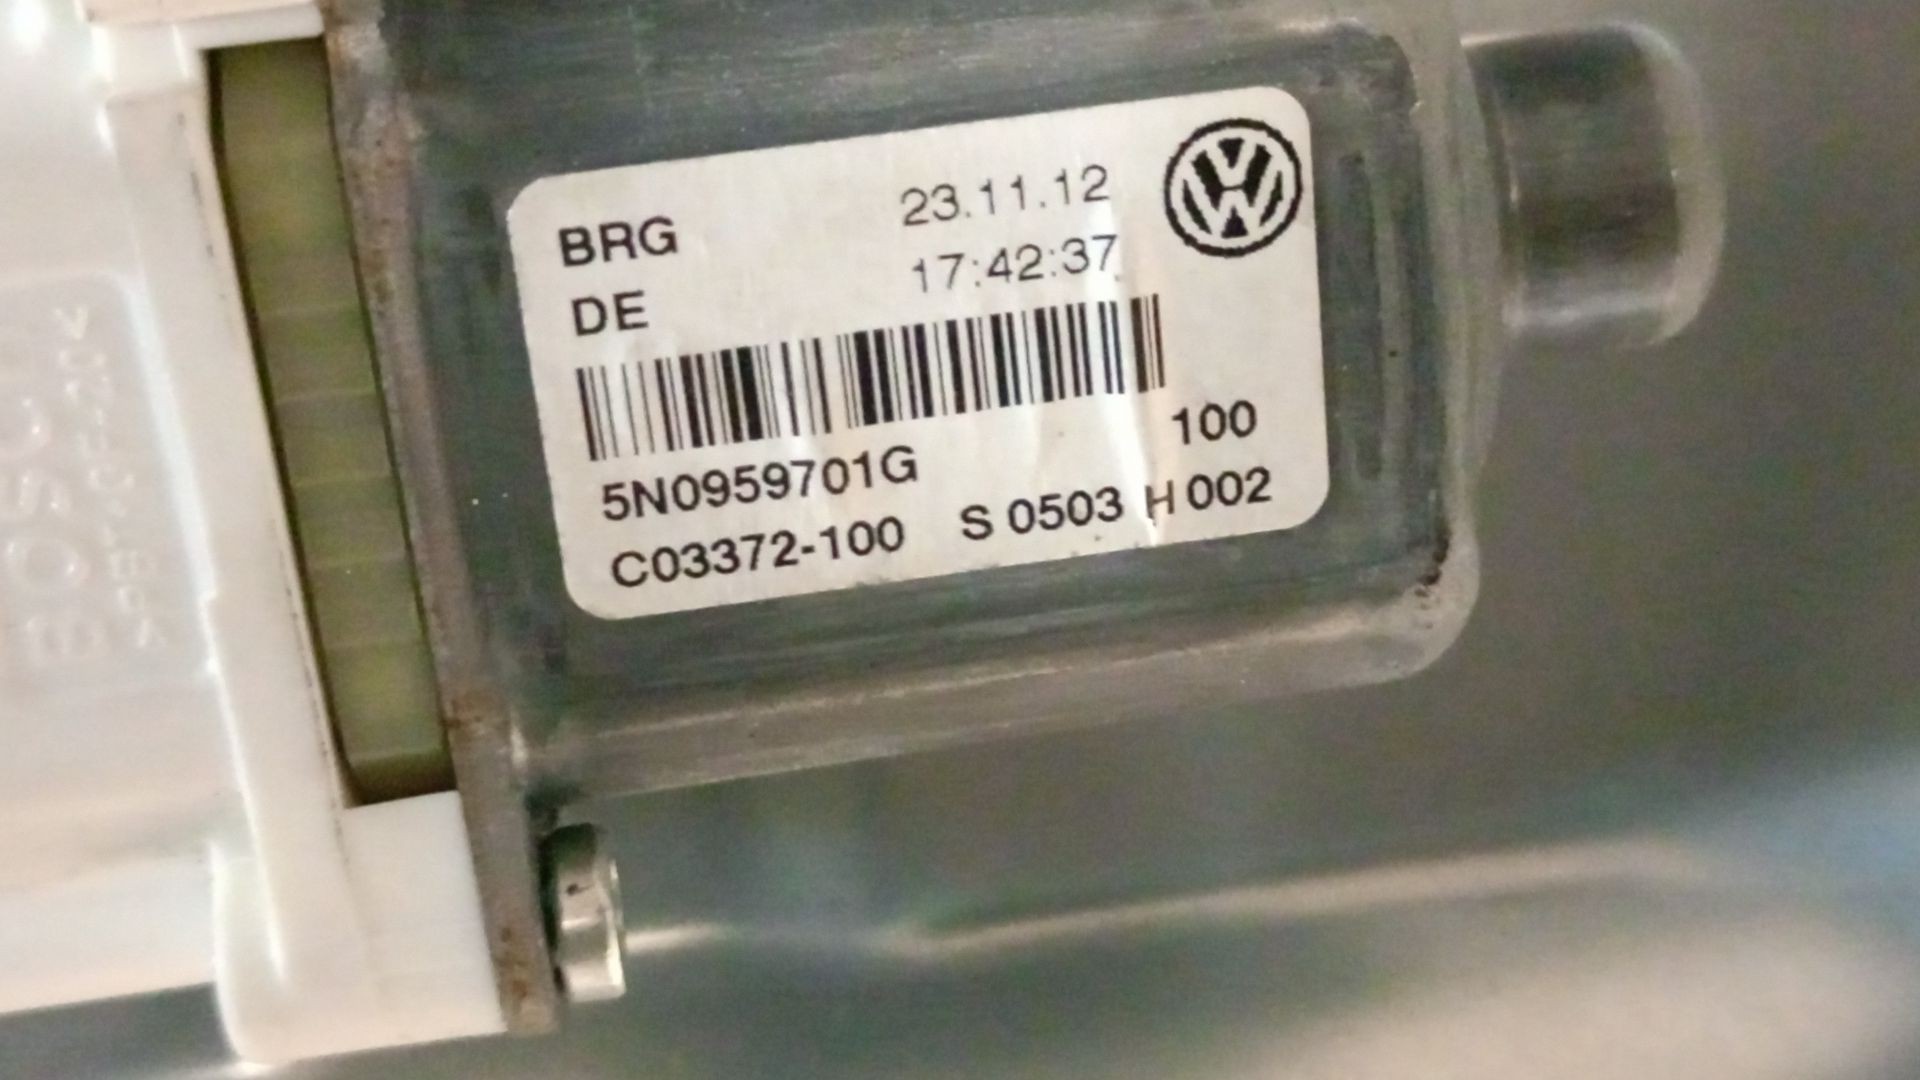 BRG 23.11.12
DE 17:42:37
100
5N0959701G
C03372-100 S 0503 H 002